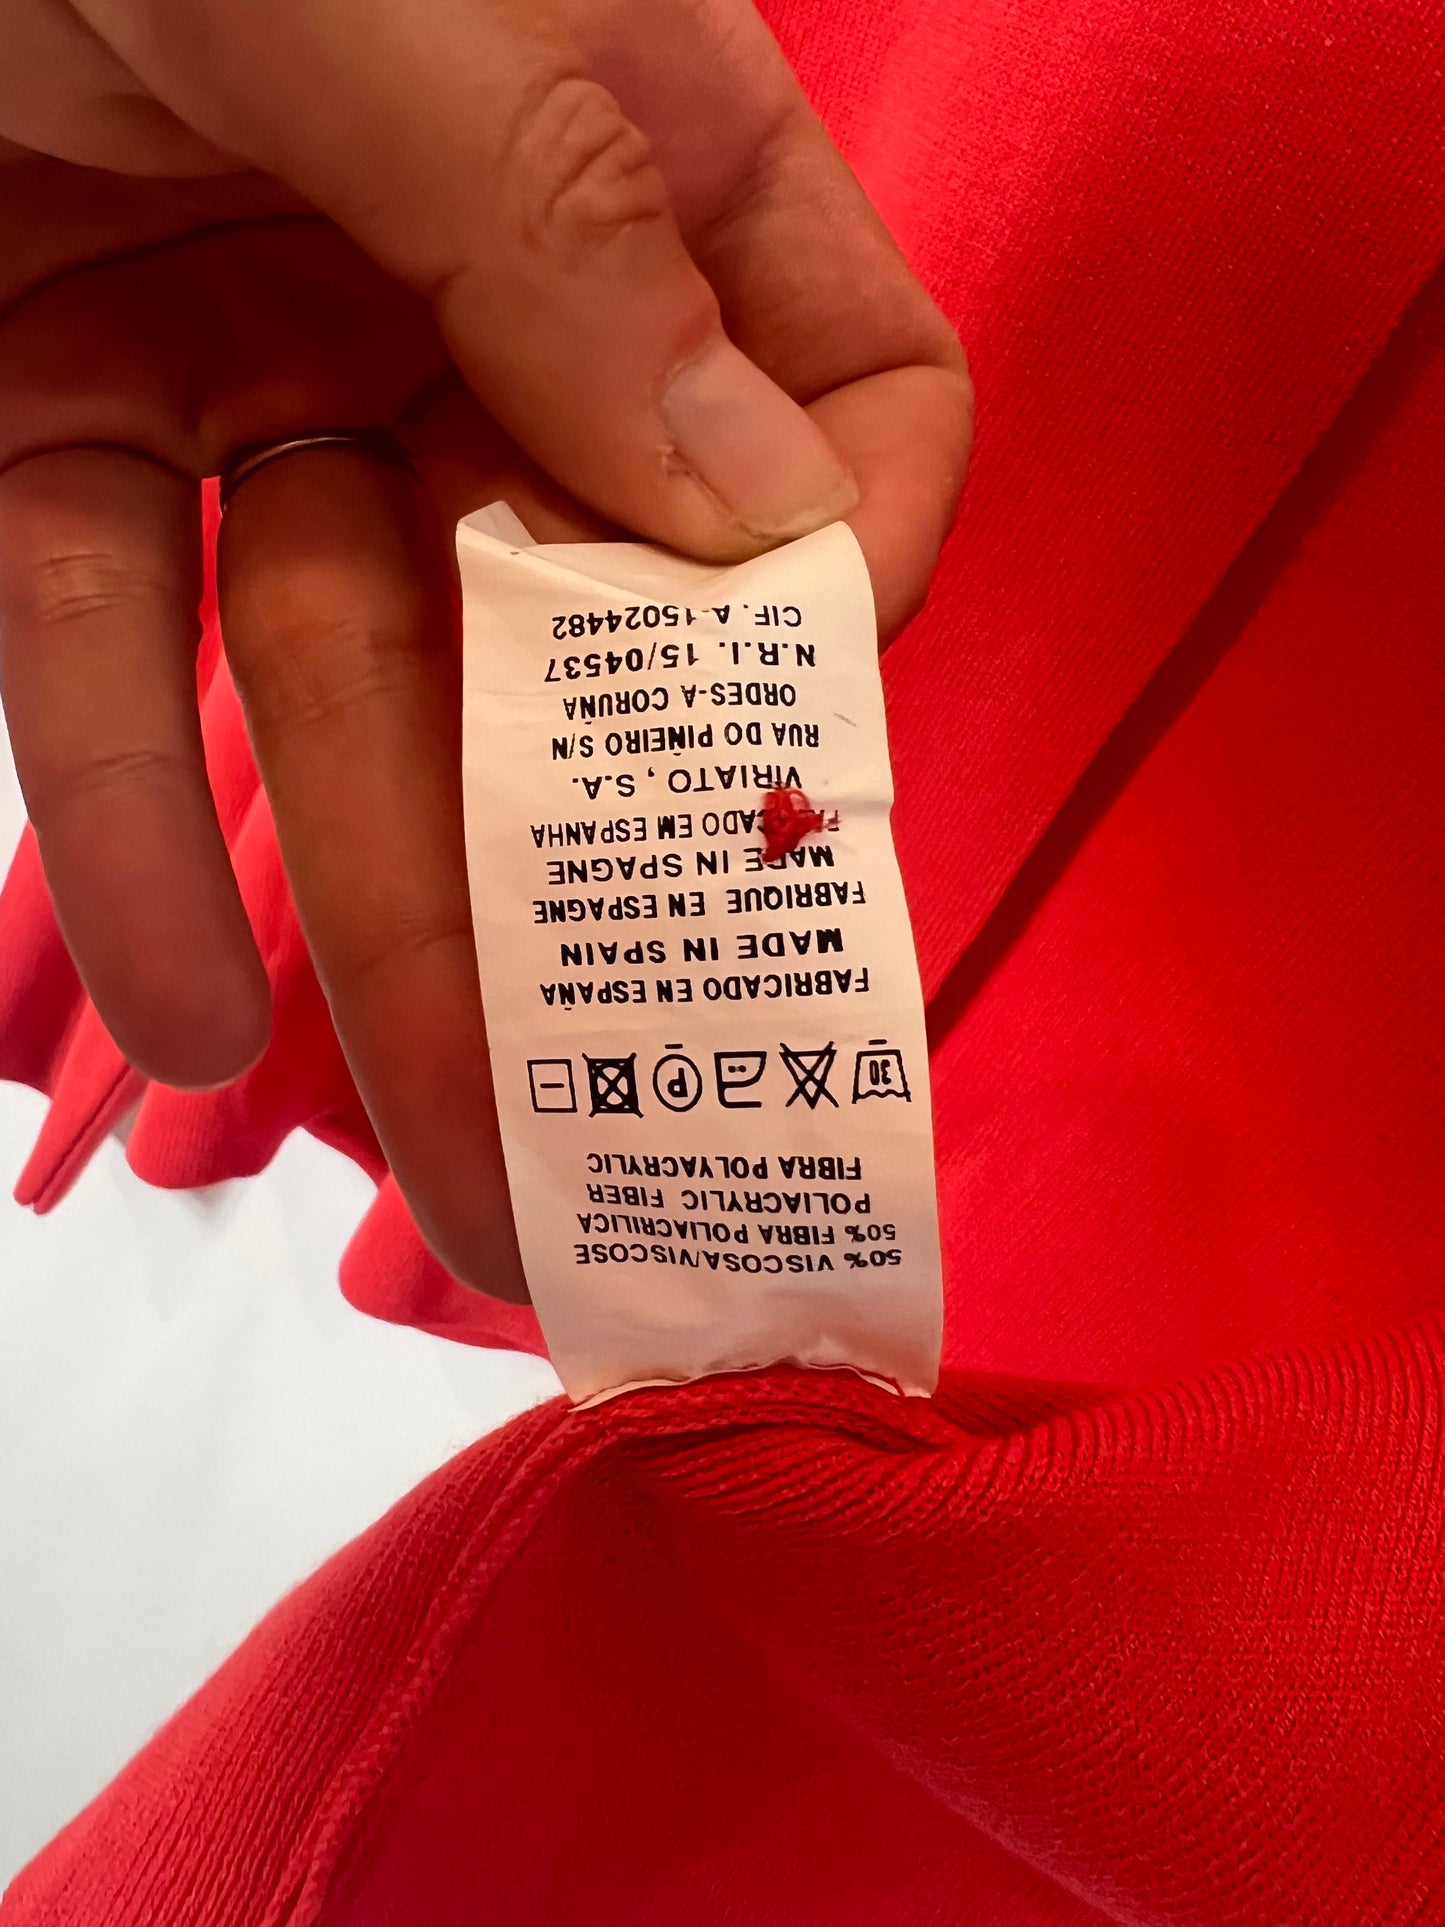 50% VISCOSA/VISCOSE
50% FIBRA POLIACRILICA
POLIACRYLIC FIBER
FIBRA POLYACRYLIC
30 P
FABRICADO EN ESPAÑA
MADE IN SPAIN
FABRIQUE EN ESPAGNE
MADE IN SPAGNE
EM ESPANHA
VIRIATO, S.A.
RUA DO PIÑEIRO S/N
ORDES-A CORUÑA
N.R.I. 15/04537
CIF. A-15024482